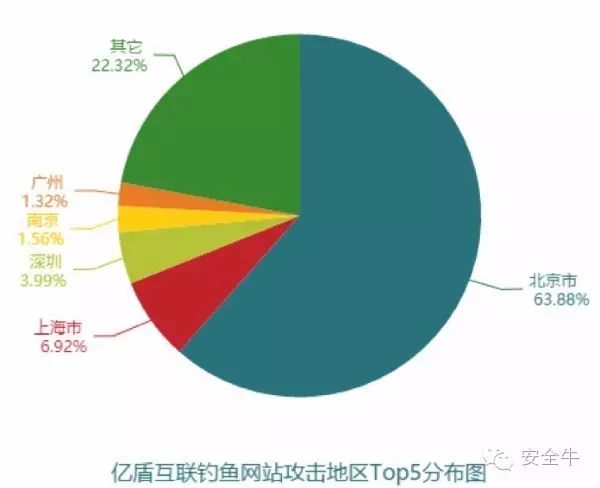 其它
22.32%
广州
1.32%
南京
1.56%
深圳
3.99%
上海市
6.92%
北京市
63.88%
亿盾互联钓鱼网站攻击地区Top5分布图
安全牛